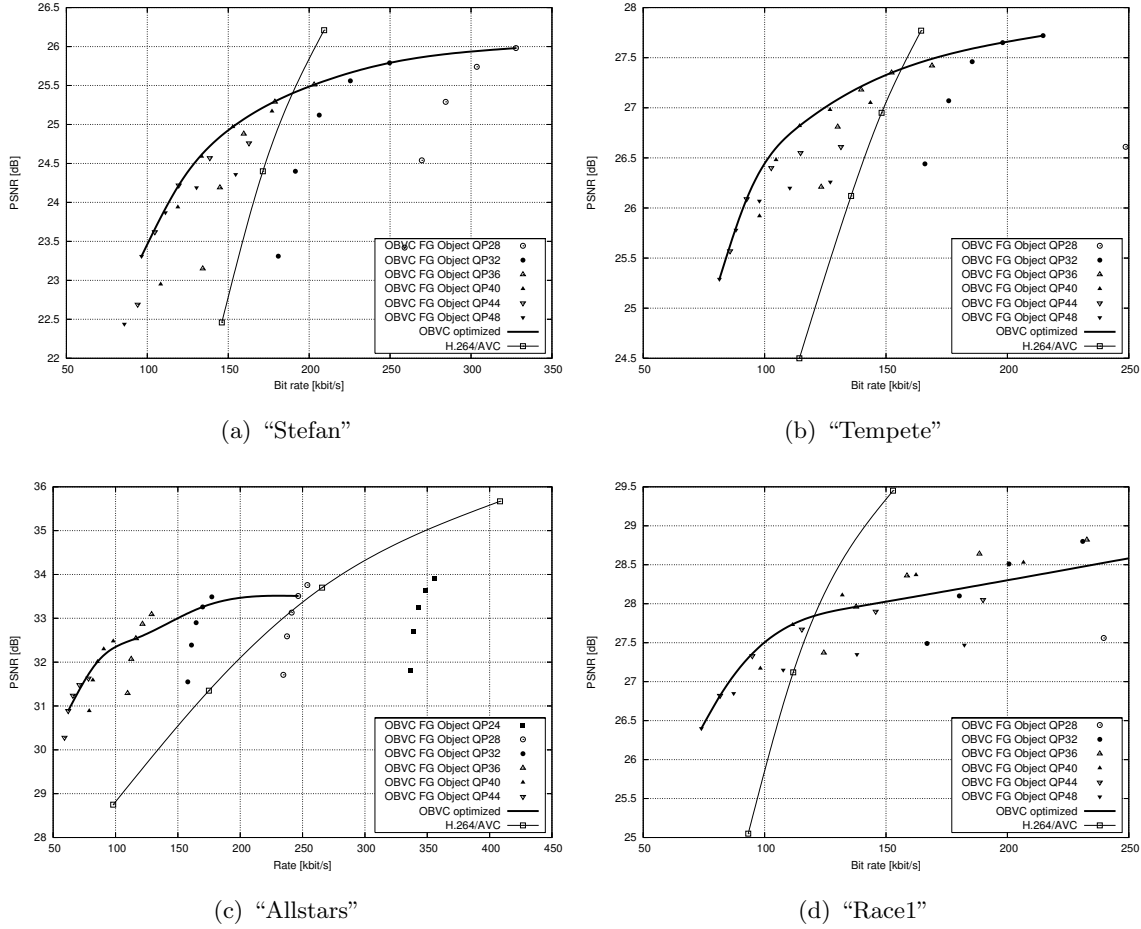 28
26.5
26
25.5
25
24.5
24
23.5
23
22.5
22
PSNR [dB]
50 100 150 200 250 300 350
Bit rate [kbit/s]
OBVC FG Object QP28
OBVC FG Object QP32
OBVC FG Object QP36
OBVC FG Object QP40
OBVC FG Object QP44
OBVC FG Object QP48
OBVC optimized
H.264/AVC
(a) “Stefan”
28
27.5
27
26.5
26
25.5
25
24.5
PSNR [dB]
50 100 150 200 250
Bit rate [kbit/s]
OBVC FG Object QP28
OBVC FG Object QP32
OBVC FG Object QP36
OBVC FG Object QP40
OBVC FG Object QP44
OBVC FG Object QP48
OBVC optimized
H.264/AVC
(b) “Tempete”
36
35
34
33
32
31
30
29
28
PSNR [dB]
50 100 150 200 250 300 350 400 450
Rate [kbit/s]
OBVC FG Object QP24
OBVC FG Object QP28
OBVC FG Object QP32
OBVC FG Object QP36
OBVC FG Object QP40
OBVC FG Object QP44
OBVC optimized
H.264/AVC
(c) “Allstars”
29.5
29
28.5
28
27.5
27
26.5
26
25.5
25
PSNR [dB]
50 100 150 200 250
Bit rate [kbit/s]
OBVC FG Object QP28
OBVC FG Object QP32
OBVC FG Object QP36
OBVC FG Object QP40
OBVC FG Object QP44
OBVC FG Object QP48
OBVC optimized
H.264/AVC
(d) “Race1”